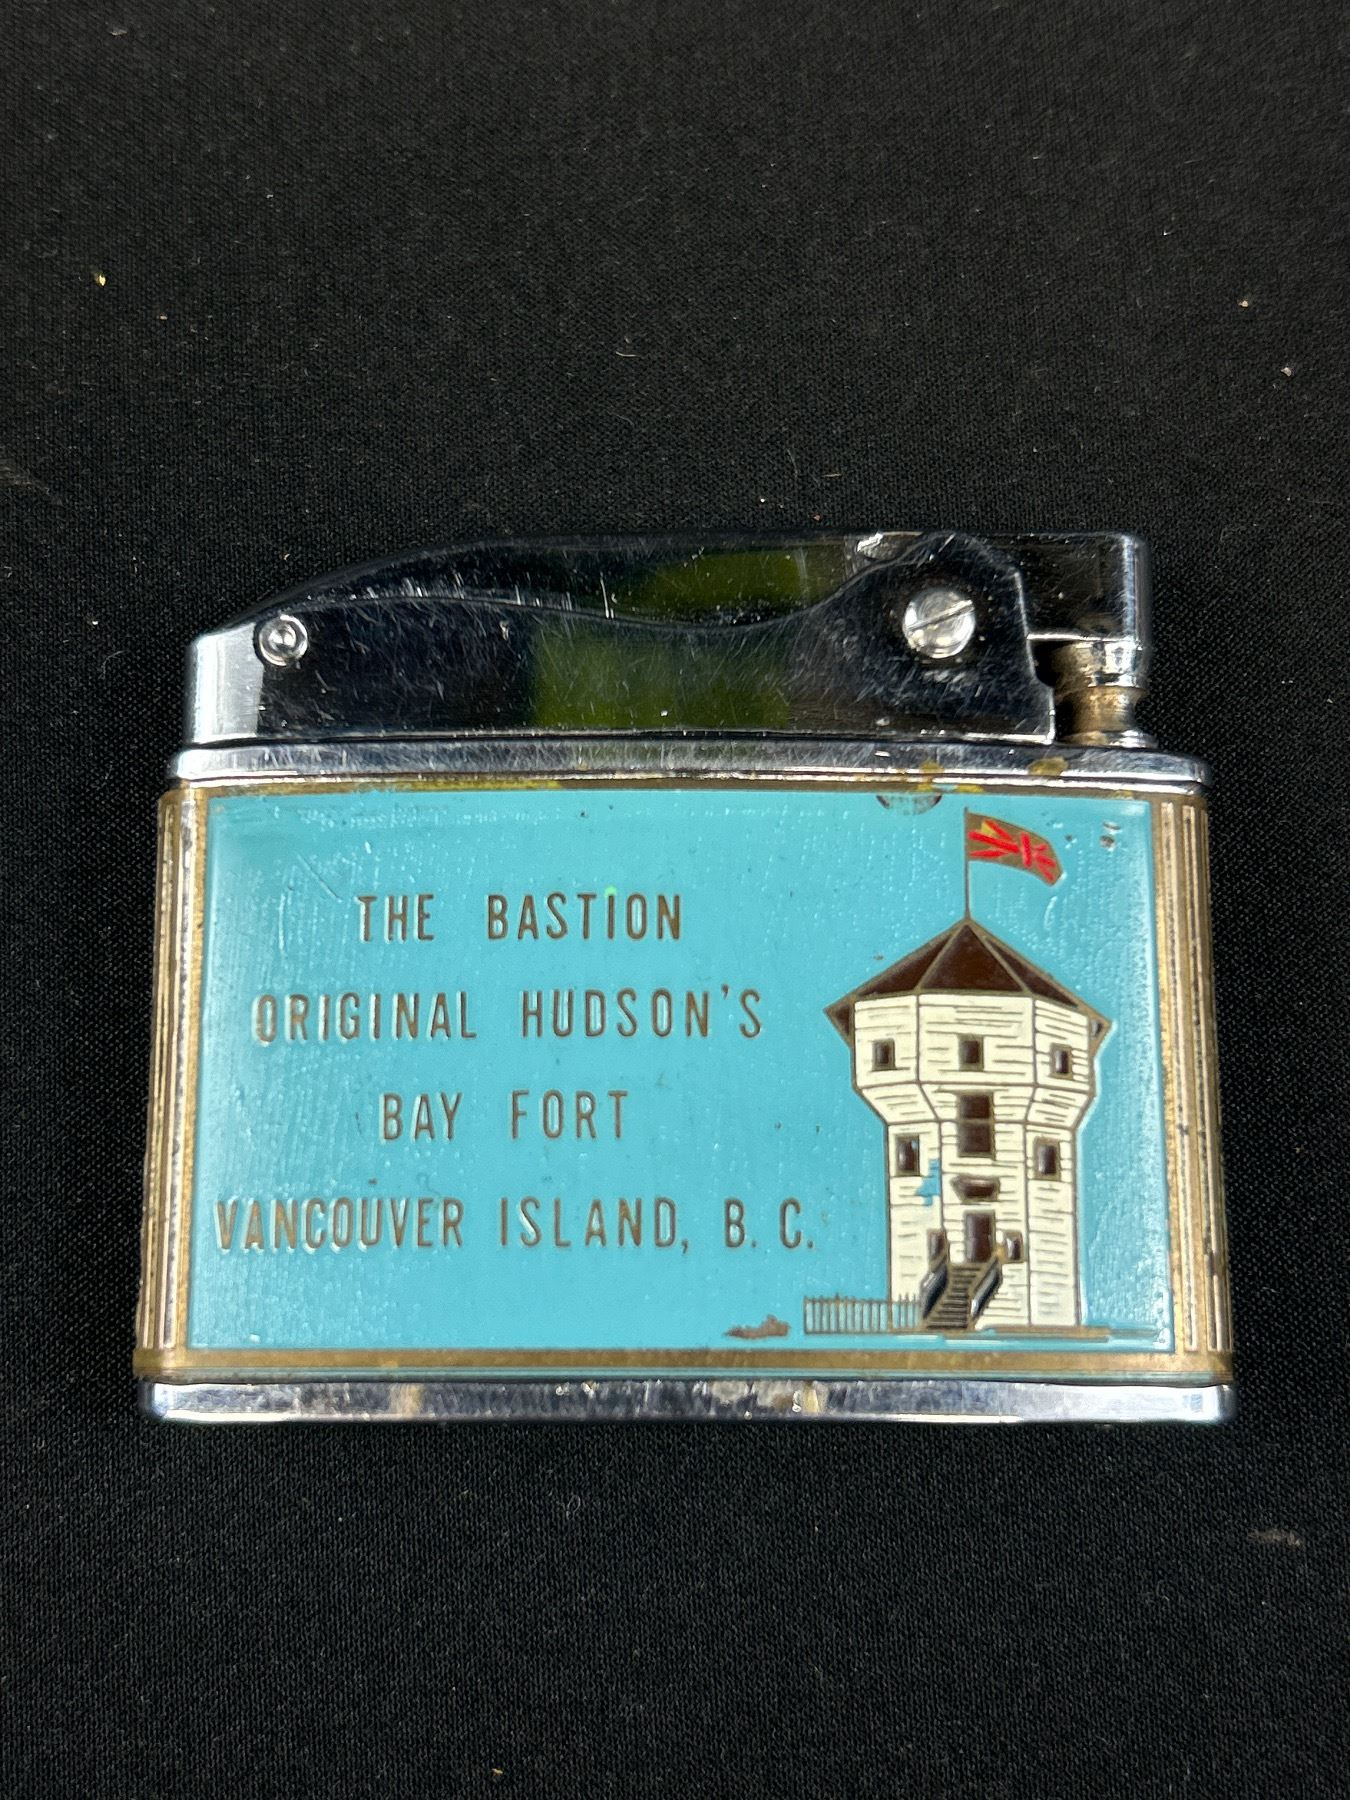 THE BASTION
ORIGINAL HUDSON'S
BAY FORT
VANCOUVER ISLAND, B. C.